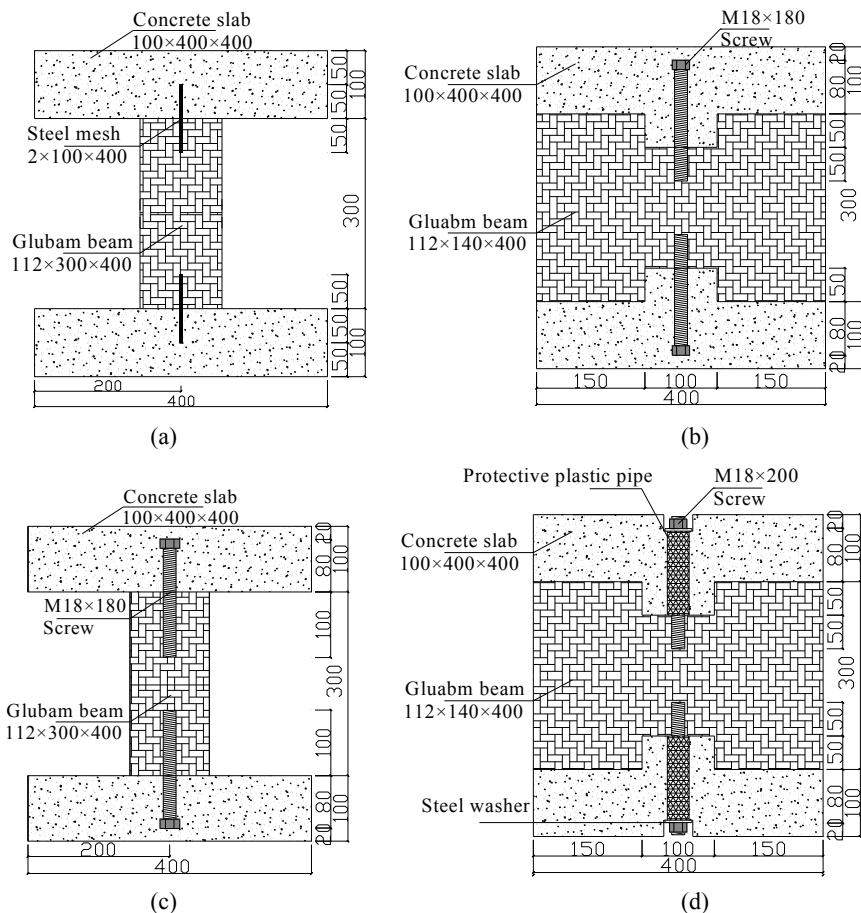 Concrete slab
100×400×400
Steel mesh
2×100×400
Glubam beam
112×300×400
50
50
100
50
300
50
50
50
100
200
400
(a)
M18×180
Screw
Concrete slab
100×400×400
Gluabm beam
112×140×400
20
80
100
50
50
300
50
80
20
100
150
100
150
400
(b)
Concrete slab
100×400×400
M18×180
Screw
Glubam beam
112×300×400
20
80
100
100
300
100
80
20
100
200
400
(c)
Protective plastic pipe
M18×200
Screw
Concrete slab
100×400×400
Gluabm beam
112×140×400
Steel washer
20
80
100
50
50
300
50
50
80
20
100
150
100
150
400
(d)